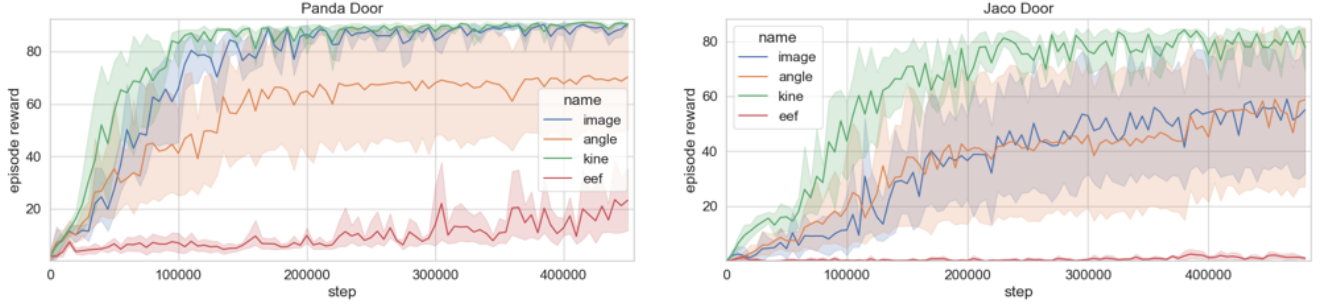 Panda Door
episode reward
80
60
40
20
0
100000
200000
300000
400000
step
name
image
angle
kine
eef
Jaco Door
episode reward
80
60
40
20
0
100000
200000
300000
400000
step
name
image
angle
kine
eef